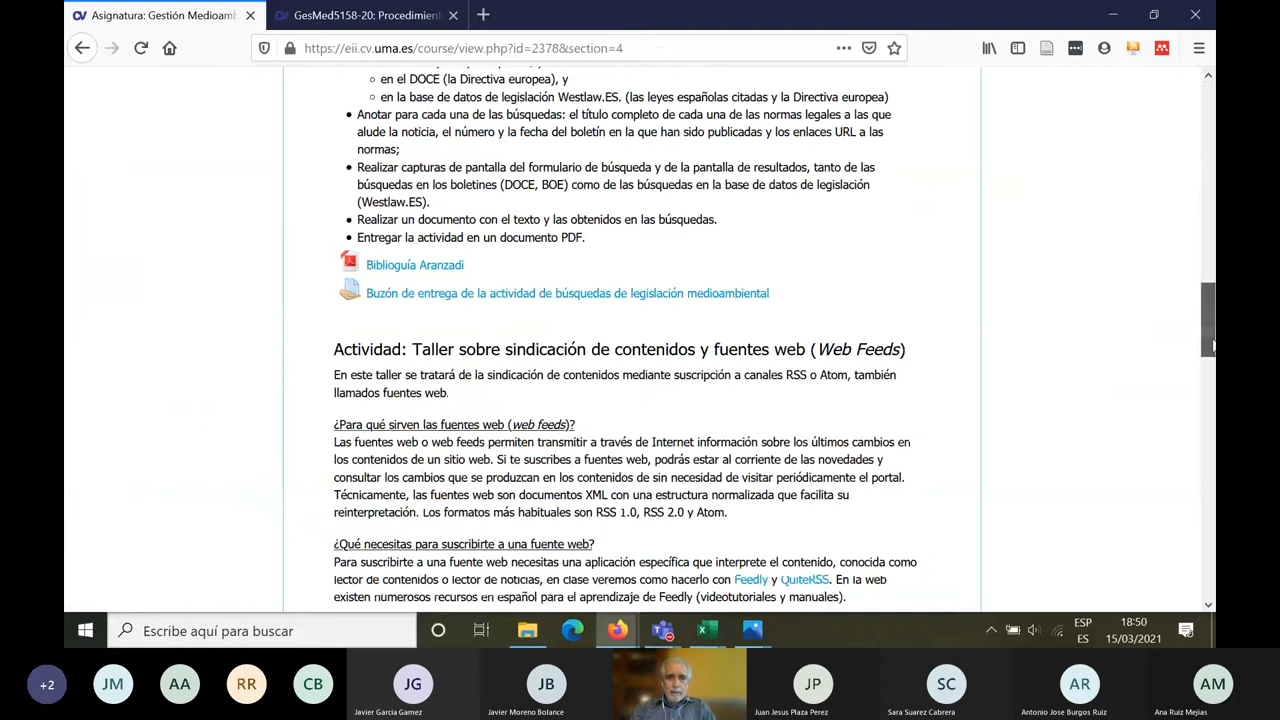 Asignatura: Gestión Medioambi
GesMed5158-20: Procedimient
https://eii.cv.uma.es/course/view.php?id=2378&section=4
en el DOCE (la Directiva europea), y
en la base de datos de legislación Westlaw.ES. (las leyes españolas citadas y la Directiva europea)
Anotar para cada una de las búsquedas: el título completo de cada una de las normas legales a las que
alude la noticia, el número y la fecha del boletín en la que han sido publicadas y los enlaces URL a las
normas;
Realizar capturas de pantalla del formulario de búsqueda y de la pantalla de resultados, tanto de las
búsquedas en los boletines (DOCE, BOE) como de las búsquedas en la base de datos de legislación
(Westlaw.ES).
Realizar un documento con el texto y las obtenidos en las búsquedas.
Entregar la actividad en un documento PDF.
Biblioguía Aranzadi
Buzón de entrega de la actividad de búsquedas de legislación medioambiental
Actividad: Taller sobre sindicación de contenidos y fuentes web (Web Feeds)
En este taller se tratará de la sindicación de contenidos mediante suscripción a canales RSS o Atom, también
llamados fuentes web.
¿Para qué sirven las fuentes web (web feeds)?
Las fuentes web o web feeds permiten transmitir a través de Internet información sobre los últimos cambios en
los contenidos de un sitio web. Si te suscribes a fuentes web, podrás estar al corriente de las novedades y
consultar los cambios que se produzcan en los contenidos de sin necesidad de visitar periódicamente el portal.
Técnicamente, las fuentes web son documentos XML con una estructura normalizada que facilita su
reinterpretación. Los formatos más habituales son RSS 1.0, RSS 2.0 y Atom.
¿Qué necesitas para suscribirte a una fuente web?
Para suscribirte a una fuente web necesitas una aplicación específica que interprete el contenido, conocida como
lector de contenidos o lector de noticias, en clase veremos como hacerlo con Feedly y QuiteRSS. En la web
existen numerosos recursos en español para el aprendizaje de Feedly (videotutoriales y manuales).
Escribe aquí para buscar
ESP
ES
18:50
15/03/2021
+2
JM
AA
RR
CB
JG
JB
JP
SC
AR
AM
Javier Garcia Gamez
Javier Moreno Bolance
Juan Jesus Plaza Perez
Sara Suarez Cabrera
Antonio Jose Burgos Ruiz
Ana Ruiz Mejias